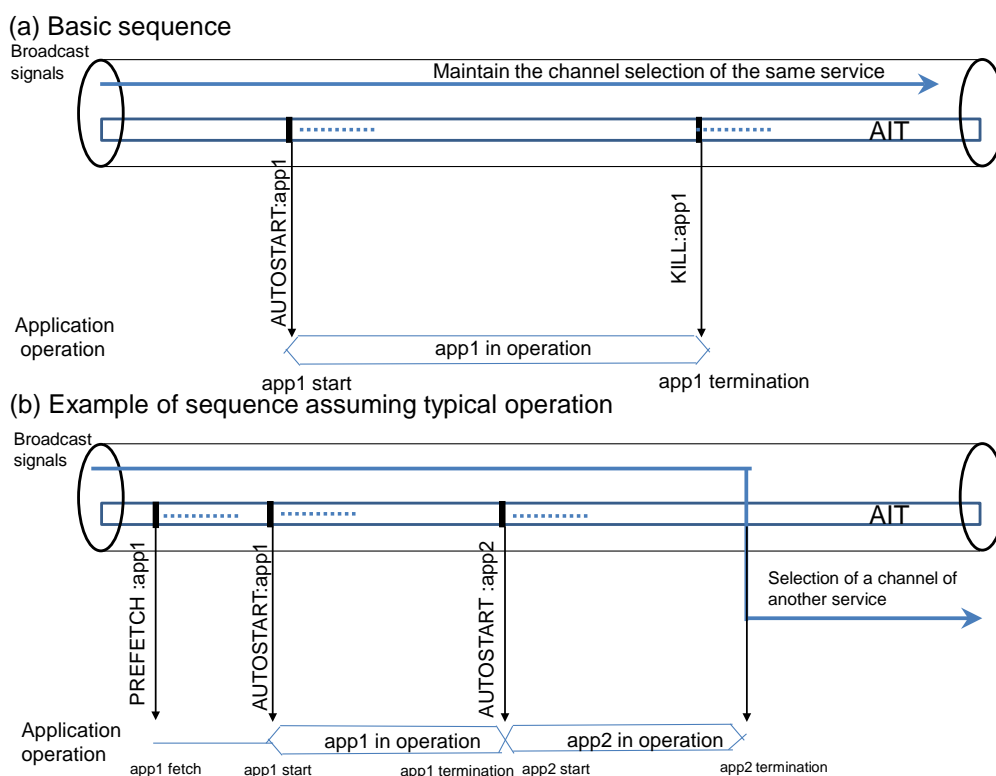 (a) Basic sequence
Broadcast
signals
Maintain the channel selection of the same service
AIT
AUTOSTART:app1
KILL:app1
Application
operation
app1 in operation
app1 start
app1 termination
(b) Example of sequence assuming typical operation
Broadcast
signals
AIT
PREFETCH :app1
AUTOSTART:app1
AUTOSTART :app2
Selection of a channel of
another service
Application
operation
app1 in operation
app2 in operation
app1 fetch
app1 start
app1 termination
app2 start
app2 termination